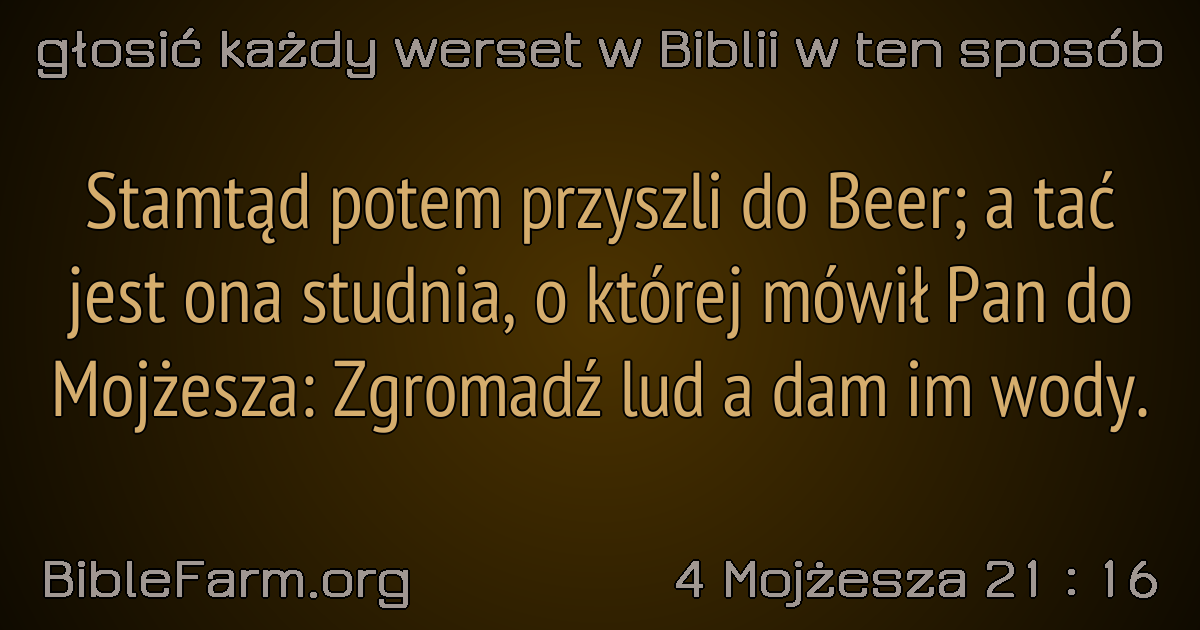 głosić każdy werset w Biblii w ten sposób
Stamtąd potem przyszli do Beer; a tać
jest ona studnia, o której mówił Pan do
Mojżesza: Zgromadź lud a dam im wody.
BibleFarm.org
4 Mojżesza 21 : 16